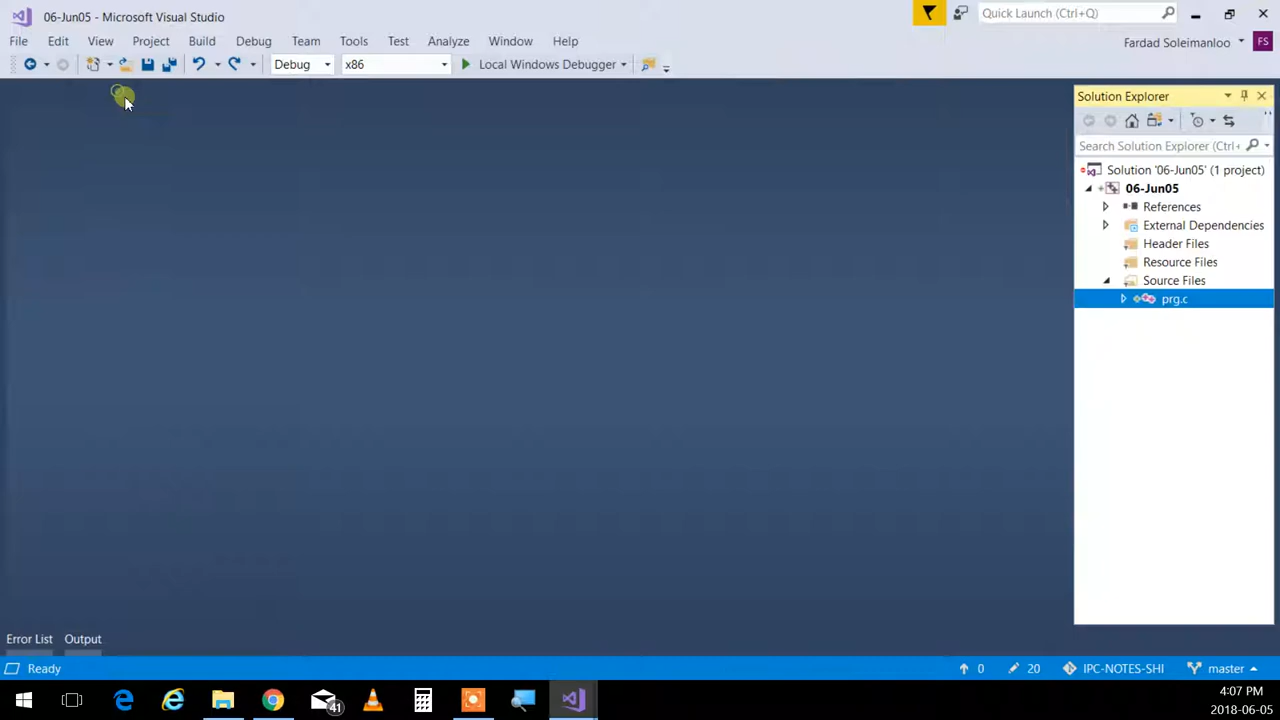 06-Jun05 - Microsoft Visual Studio
Quick Launch (Ctrl+Q)
File Edit View Project Build Debug Team Tools Test Analyze Window Help
Fardad Soleimanloo FS
Debug x86 Local Windows Debugger
Solution Explorer
Search Solution Explorer (Ctrl+
Solution '06-Jun05' (1 project)
06-Jun05
References
External Dependencies
Header Files
Resource Files
Source Files
prg.c
Error List Output
Ready 0 20 IPC-NOTES-SHI master
41
4:07 PM
2018-06-05